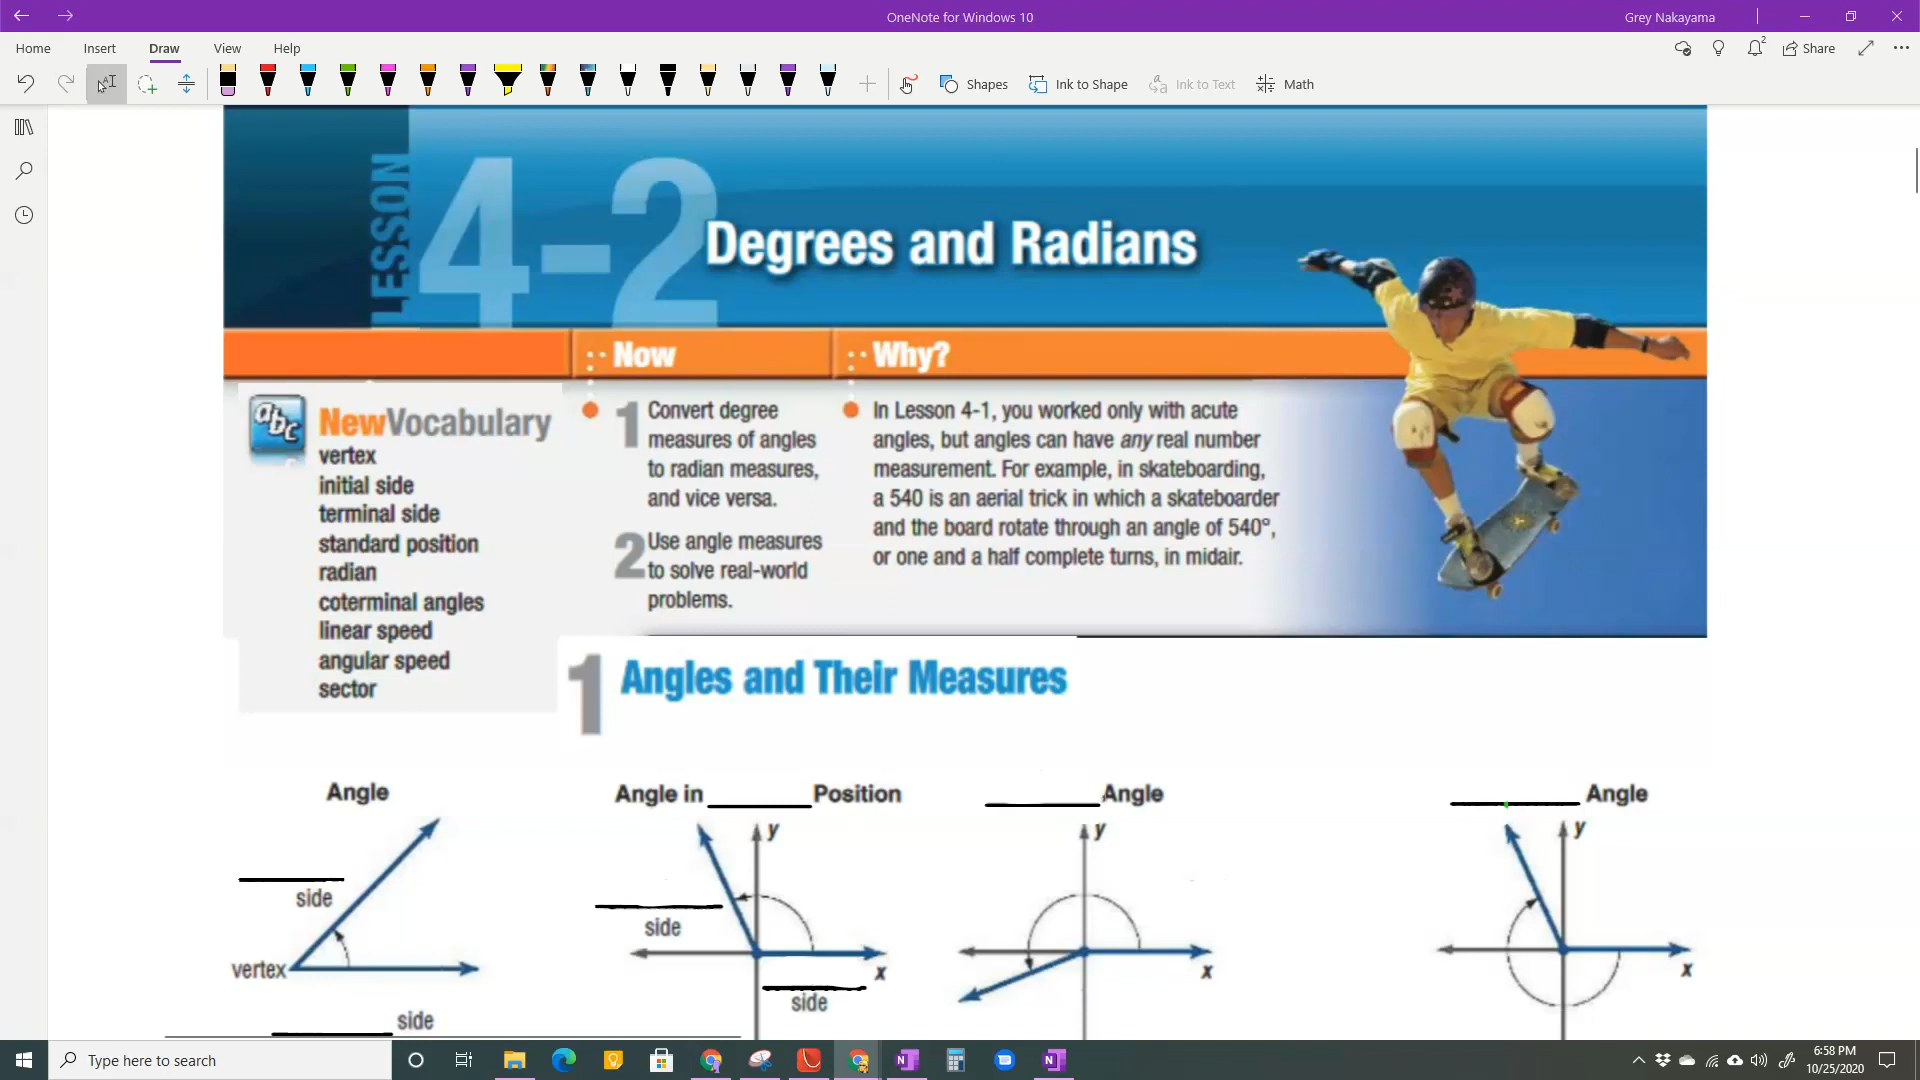 OneNote for Windows 10
Grey Nakayama
Home Insert Draw View Help
2
Share
Shapes
Ink to Shape
Ink to Text
Math
LESSON
4-2
Degrees and Radians
Now
Why?
abc
NewVocabulary
vertex
initial side
terminal side
standard position
radian
coterminal angles
linear speed
angular speed
sector
1 Convert degree
measures of angles
to radian measures,
and vice versa.
2 Use angle measures
to solve real-world
problems.
In Lesson 4-1, you worked only with acute
angles, but angles can have any real number
measurement. For example, in skateboarding,
a 540 is an aerial trick in which a skateboarder
and the board rotate through an angle of 540°,
or one and a half complete turns, in midair.
1 Angles and Their Measures
Angle
side
vertex
side
Angle in ________ Position
y
side
x
side
________ Angle
y
x
________ Angle
y
x
Type here to search
6:58 PM
10/25/2020